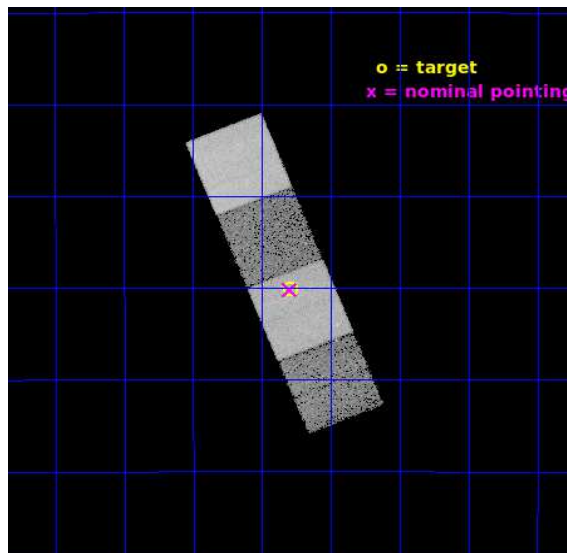 o = target
x = nominal pointing